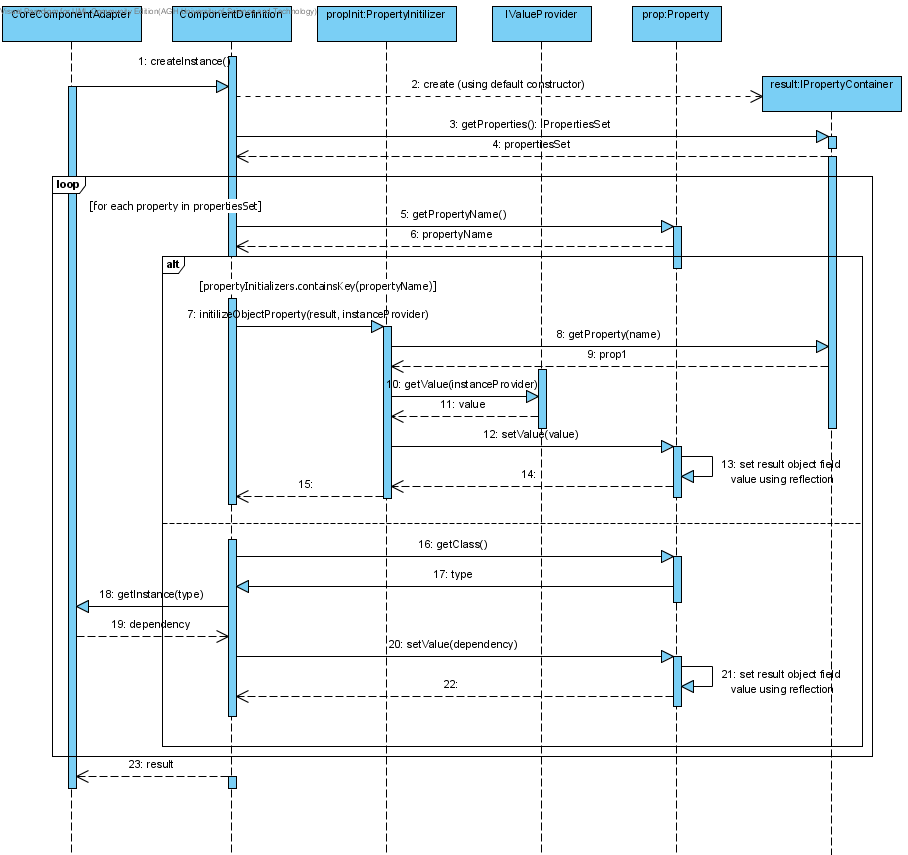 CoreComponentAdapter
ComponentDefinition
propInit:PropertyInitilizer
IValueProvider
prop:Property
1: createInstance()
2: create (using default constructor)
result:IPropertyContainer
3: getProperties(): IPropertiesSet
4: propertiesSet
loop
[for each property in propertiesSet]
5: getPropertyName()
6: propertyName
alt
[propertyInitializers.containsKey(propertyName)]
7: initilizeObjectProperty(result, instanceProvider)
8: getProperty(name)
9: prop1
10: getValue(instanceProvider)
11: value
12: setValue(value)
13: set result object field
value using reflection
14:
15:
16: getClass()
17: type
18: getInstance(type)
19: dependency
20: setValue(dependency)
21: set result object field
value using reflection
22:
23: result